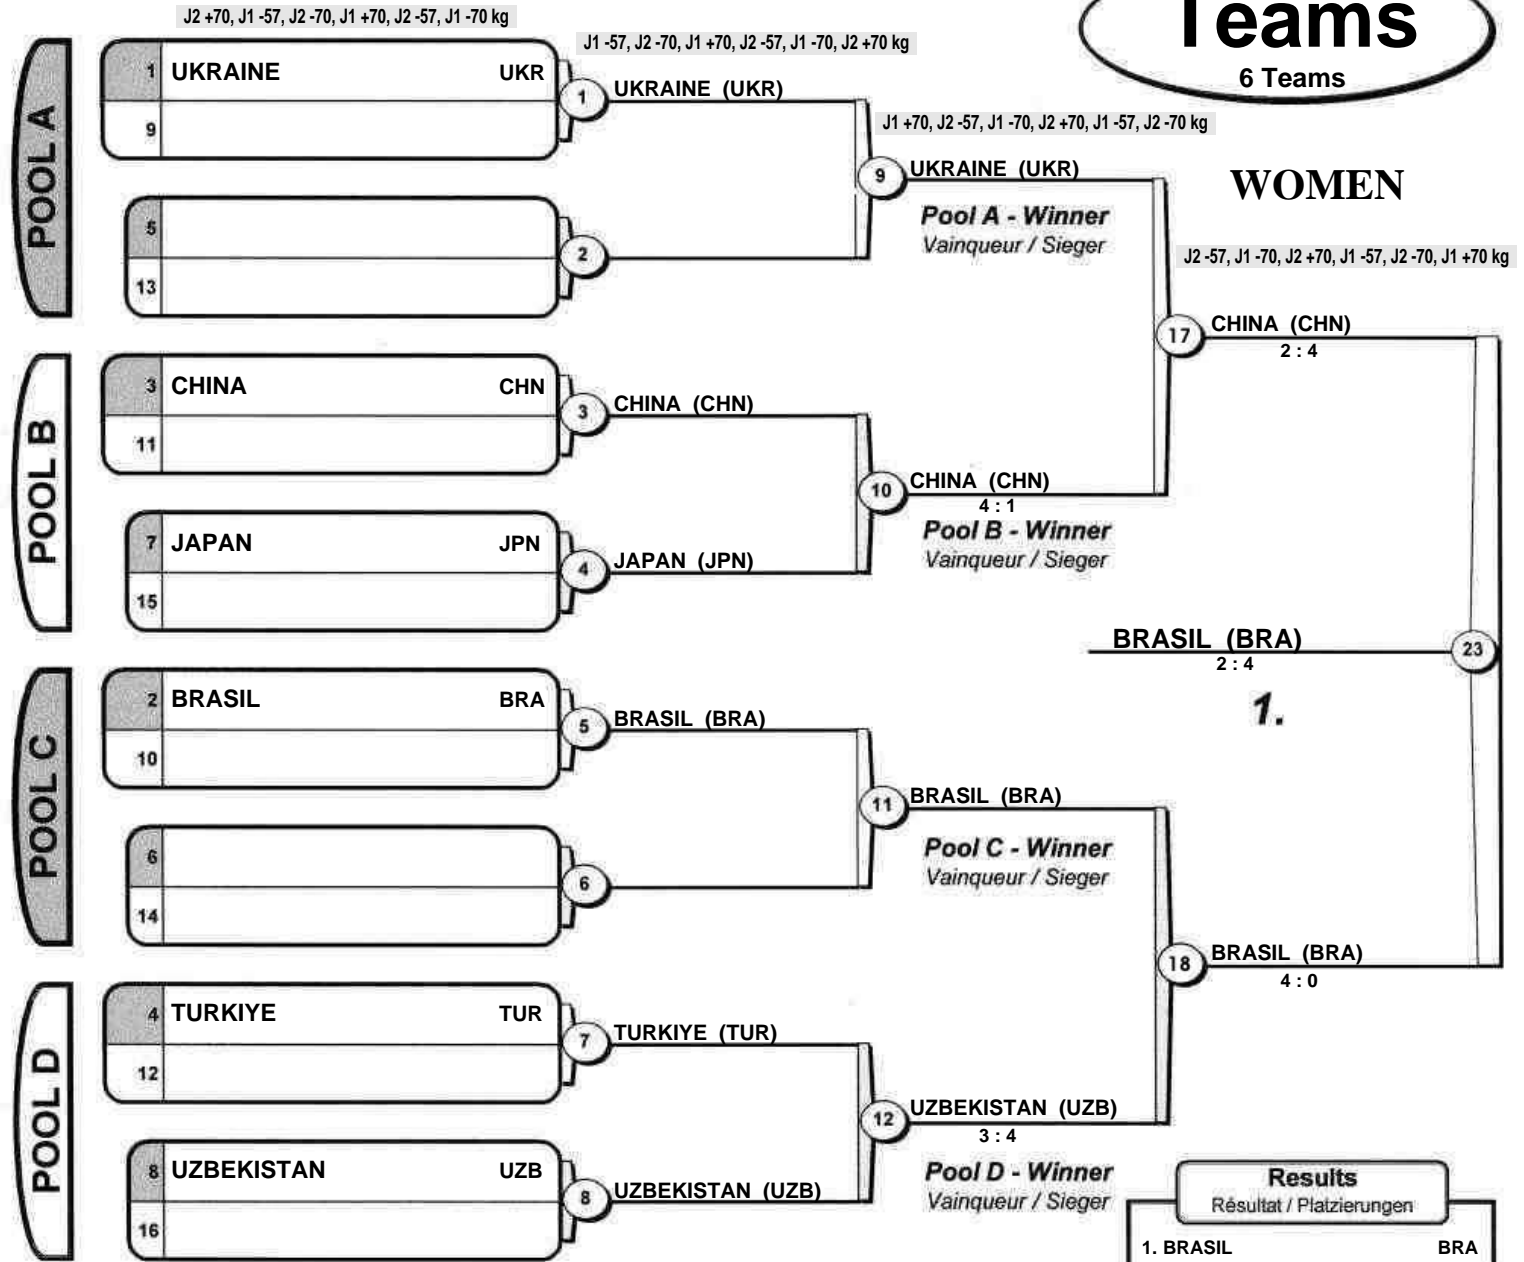 Teams
6 Teams
WOMEN
J2 +70, J1 -57, J2 -70, J1 +70, J2 -57, J1 -70 kg
J1 -57, J2 -70, J1 +70, J2 -57, J1 -70, J2 +70 kg
J1 +70, J2 -57, J1 -70, J2 +70, J1 -57, J2 -70 kg
J2 -57, J1 -70, J2 +70, J1 -57, J2 -70, J1 +70 kg
POOL A
1 UKRAINE UKR
9
1 UKRAINE (UKR)
5
13
2
9 UKRAINE (UKR)
Pool A - Winner
Vainqueur / Sieger
POOL B
3 CHINA CHN
11
3 CHINA (CHN)
7 JAPAN JPN
15
4 JAPAN (JPN)
10 CHINA (CHN)
4 : 1
Pool B - Winner
Vainqueur / Sieger
17 CHINA (CHN)
2 : 4
BRASIL (BRA) 23
2 : 4
1.
POOL C
2 BRASIL BRA
10
5 BRASIL (BRA)
6
14
6
11 BRASIL (BRA)
Pool C - Winner
Vainqueur / Sieger
18 BRASIL (BRA)
4 : 0
POOL D
4 TURKIYE TUR
12
7 TURKIYE (TUR)
8 UZBEKISTAN UZB
16
8 UZBEKISTAN (UZB)
12 UZBEKISTAN (UZB)
3 : 4
Pool D - Winner
Vainqueur / Sieger
Results
Résultat / Platzierungen
1. BRASIL BRA